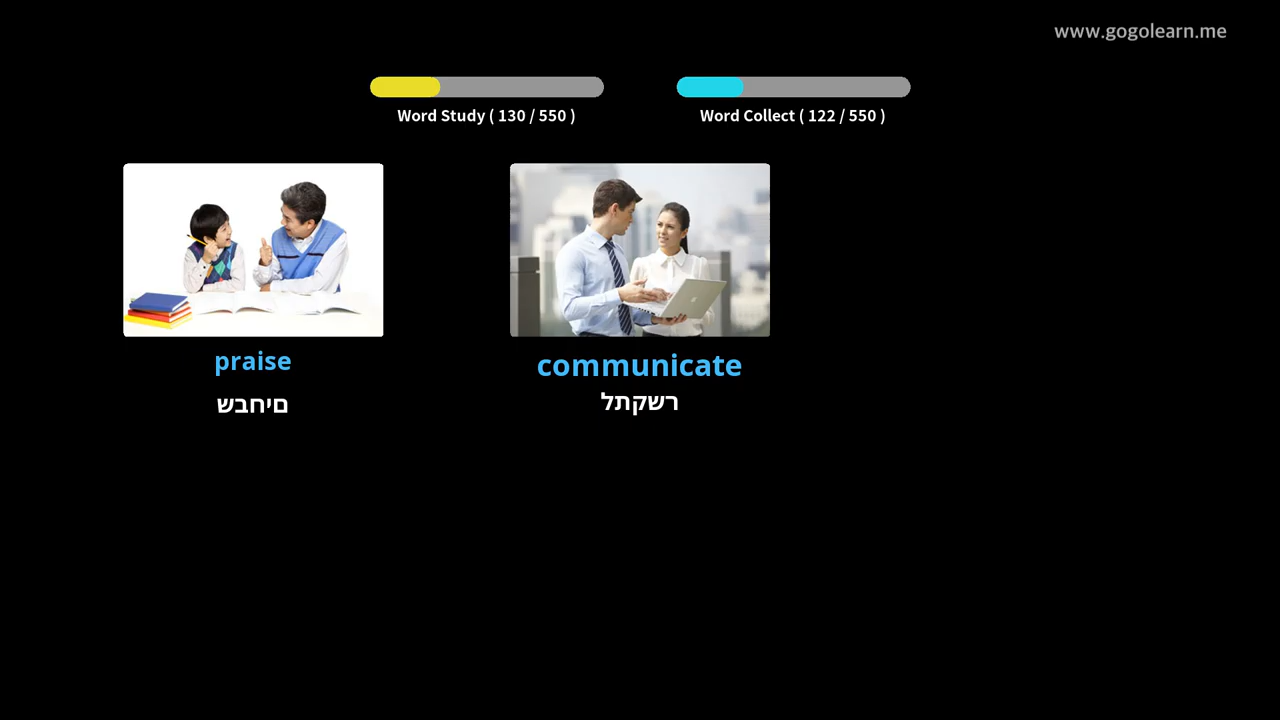 www.gogolearn.me
Word Study ( 130 / 550 )
Word Collect ( 122 / 550 )
praise
םיחבש
communicate
רשקתל